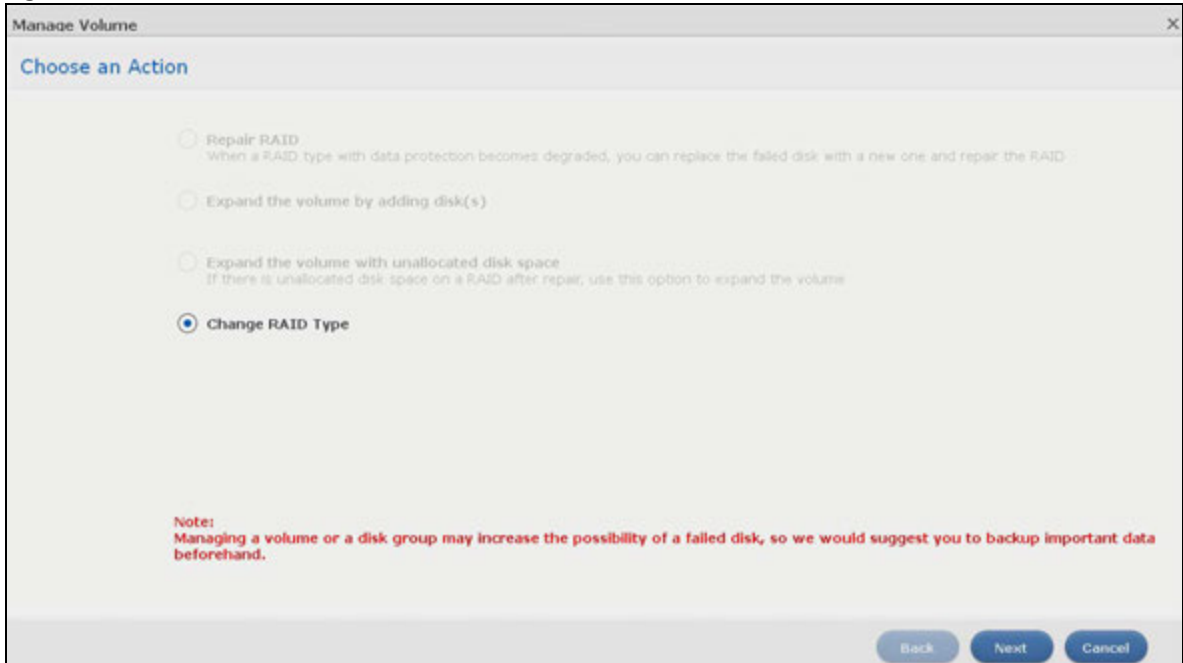 Manage Volume
Choose an Action
Repair RAID
When a RAID type with data protection becomes degraded, you can replace the failed disk with a new one and repair the RAID
Expand the volume by adding disk(s)
Expand the volume with unallocated disk space
If there is unallocated disk space on a RAID after repair, use this option to expand the volume
Change RAID Type
Note:
Managing a volume or a disk group may increase the possibility of a failed disk, so we would suggest you to backup important data
beforehand.
Back Next Cancel